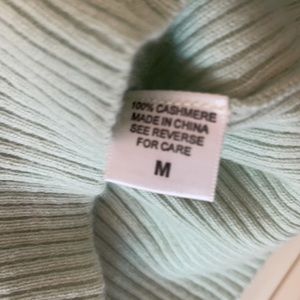 100% CASHMERE
MADE IN CHINA
SEE REVERSE
FOR CARE
M